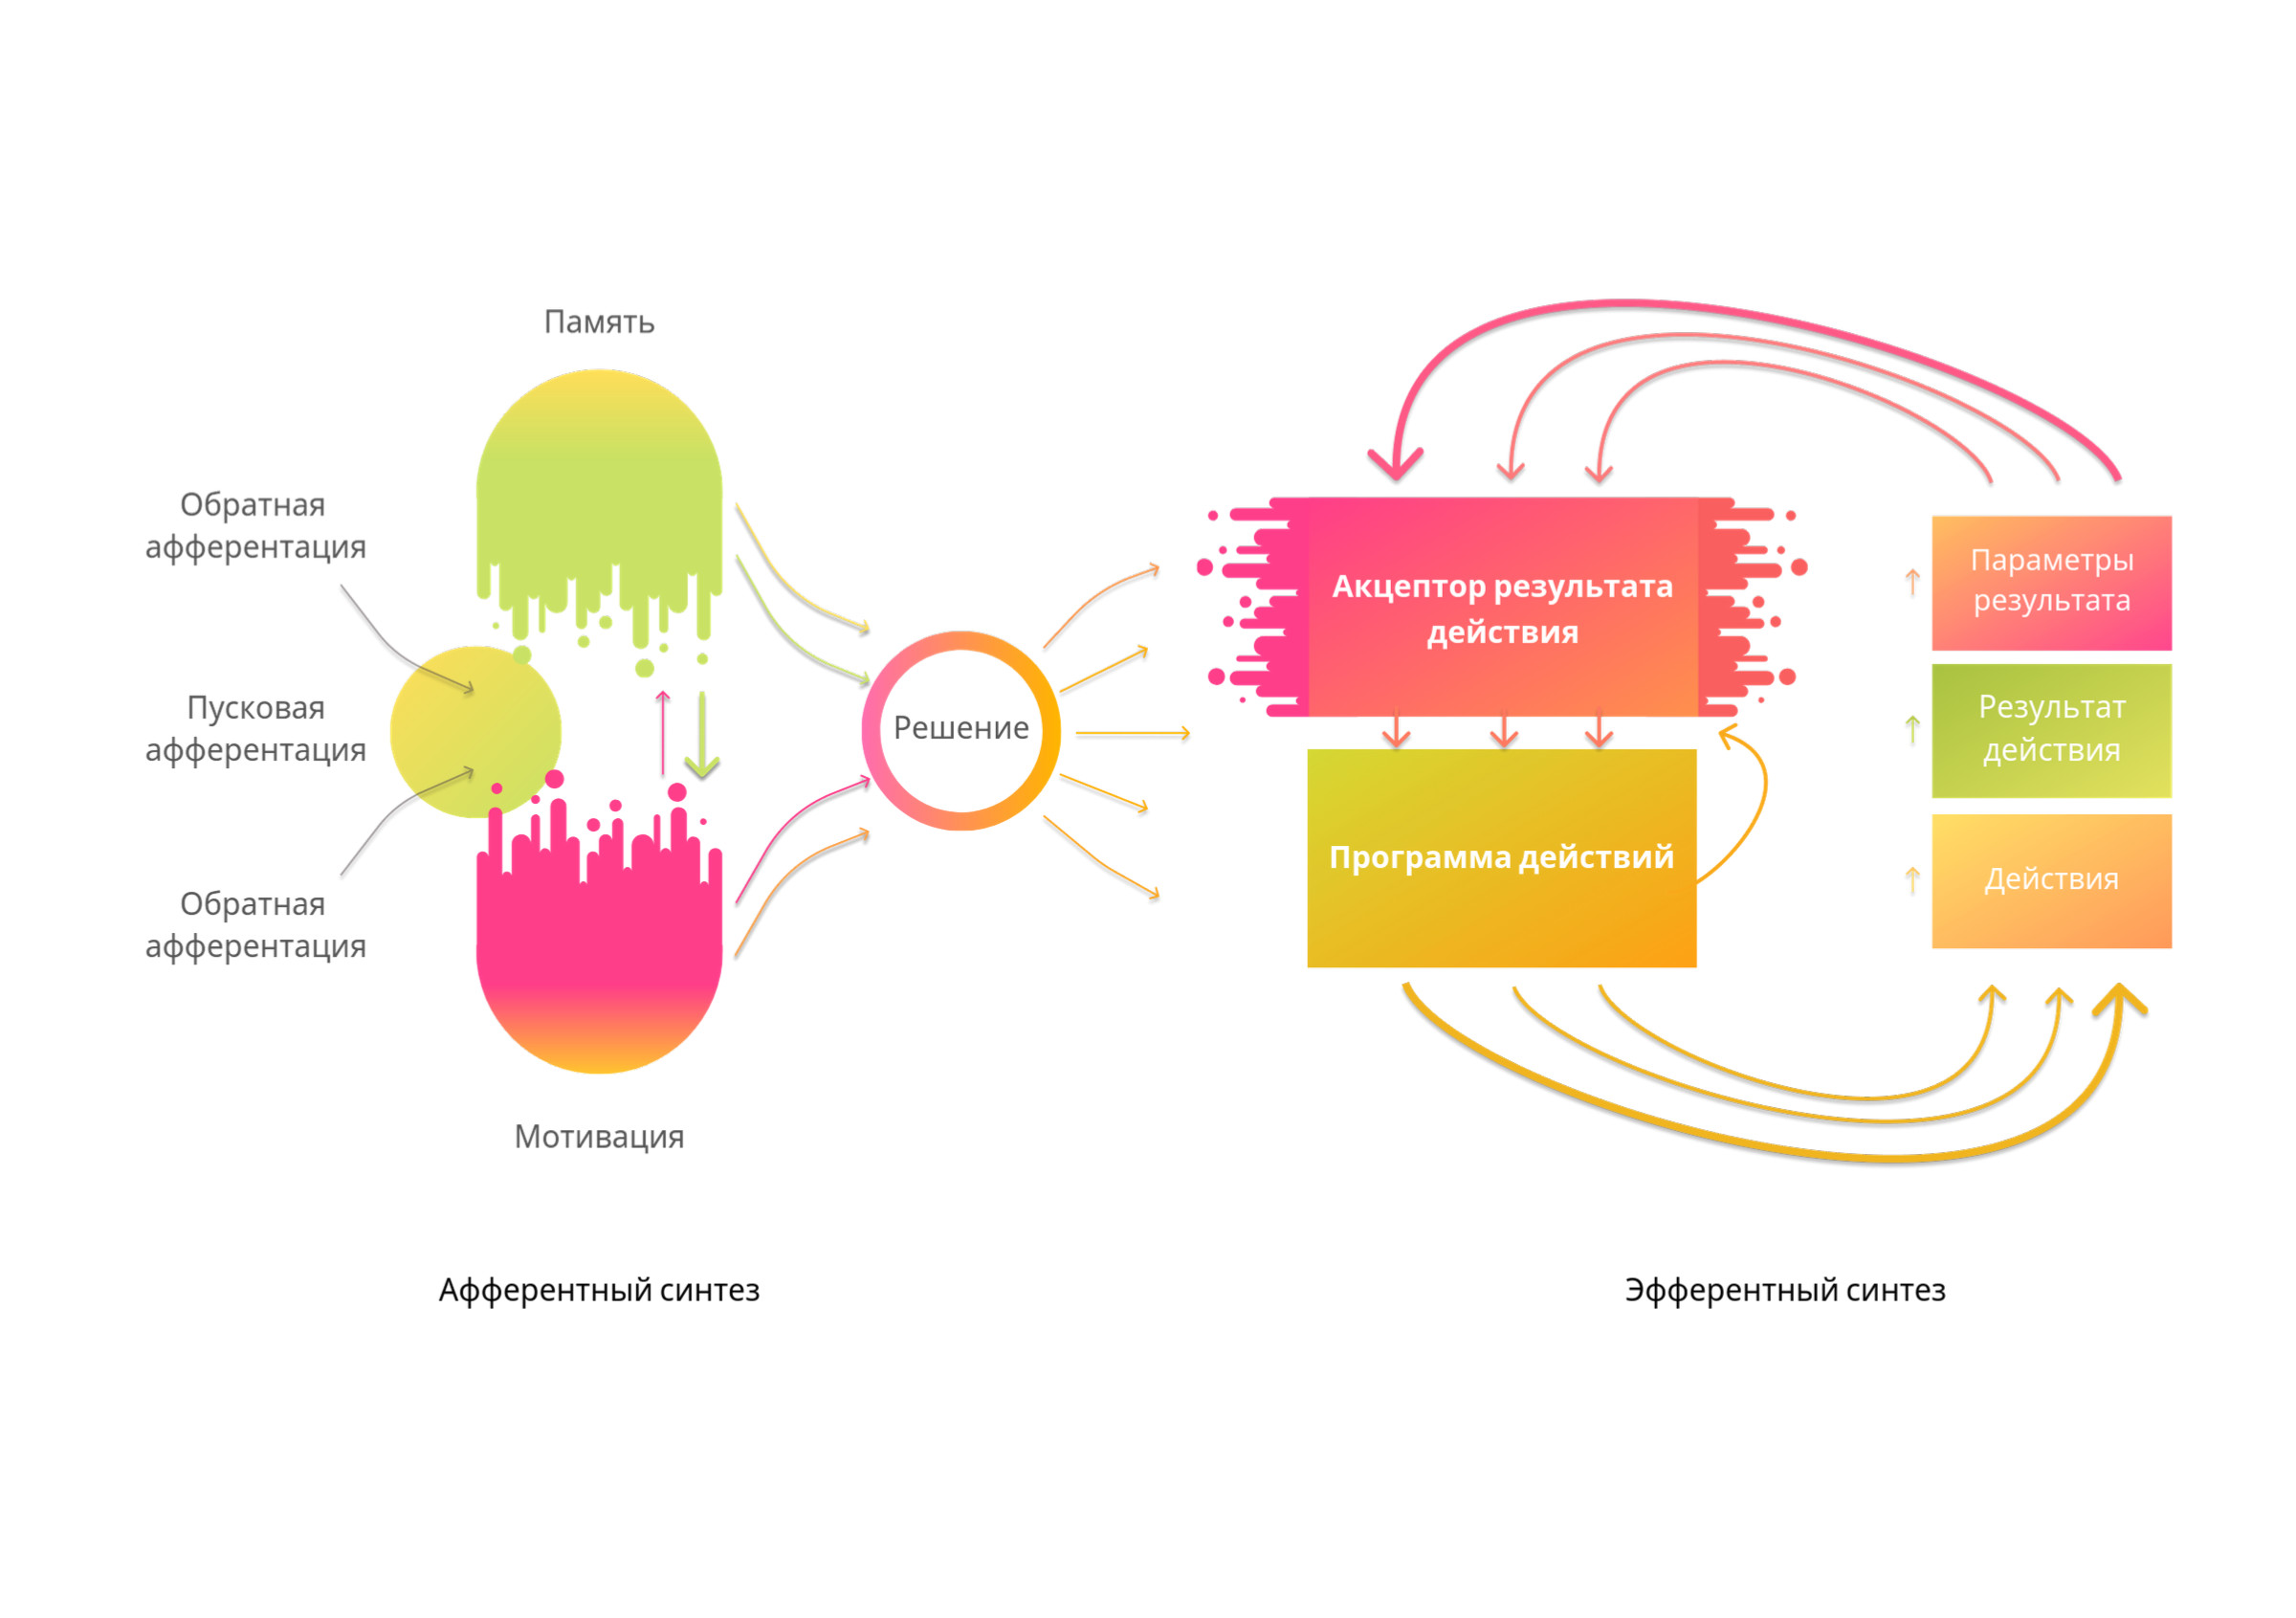 Память
Обратная
афферентация
Пусковая
афферентация
Обратная
афферентация
Мотивация
Решение
Акцептор результата
действия
Программа действий
Параметры
результата
Результат
действия
Действия
Афферентный синтез
Эфферентный синтез